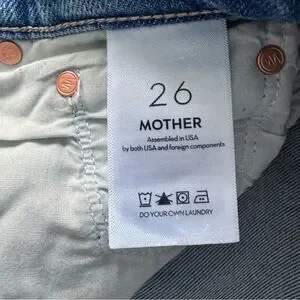 26
MOTHER
Assembled in USA
by both USA and foreign components
DO YOUR OWN LAUNDRY